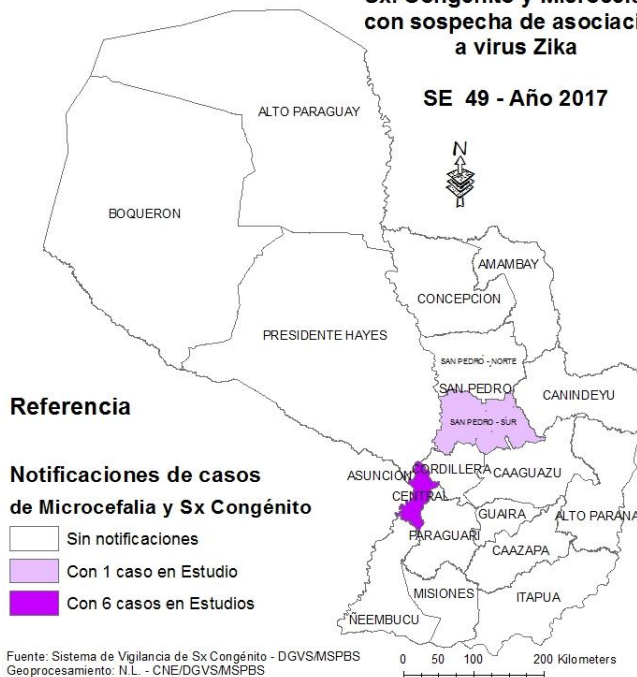 con sospecha de asociaci
a virus Zika
SE 49 - Año 2017
N
ALTO PARAGUAY
BOQUERON
AMAMBAY
CONCEPCION
PRESIDENTE HAYES
SAN PEDRO - NORTE
SAN PEDRO
CANINDEYU
SAN PEDRO - SUR
Referencia
ASUNCION
CORDILLERA
CAAGUAZU
Notificaciones de casos
de Microcefalia y Sx Congénito
CENTRAL
GUAIRA
ALTO PARANA
Sin notificaciones
PARAGUARI
CAAZAPA
Con 1 caso en Estudio
MISIONES
ITAPUA
Con 6 casos en Estudios
ÑEEMBUCU
Fuente: Sistema de Vigilancia de Sx Congénito - DGVS/MSPBS
Geoprocesamiento: N.L. - CNE/DGVS/MSPBS
0 50 100 200 Kilometers